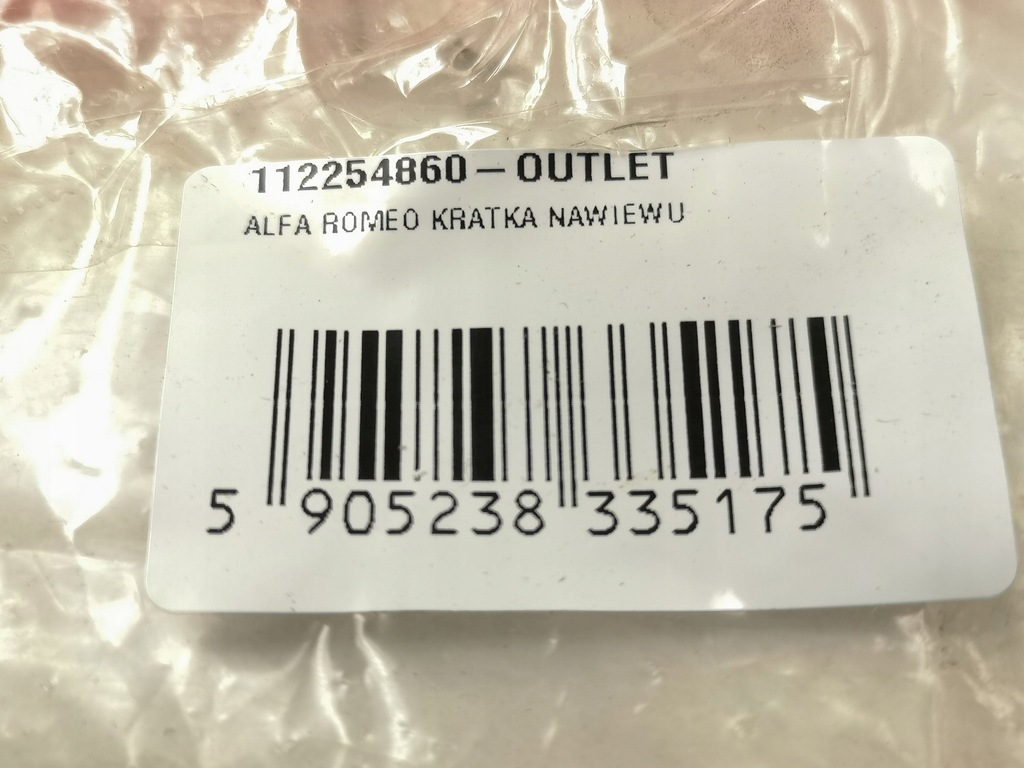 112254860-OUTLET
ALFA ROMEO KRATKA NAWIEWU
5 905238 335175